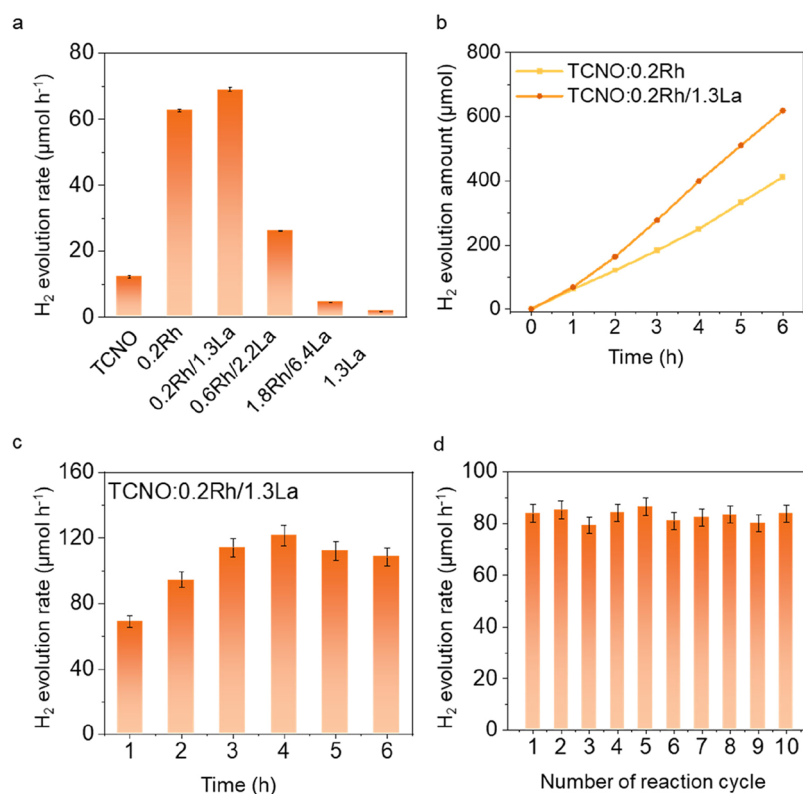 a
H₂ evolution rate (μmol h⁻¹)
80
60
40
20
0
TCNO
0.2Rh
0.2Rh/1.3La
0.6Rh/2.2La
1.8Rh/6.4La
1.3La
b
H₂ evolution amount (μmol)
800
600
400
200
0
TCNO:0.2Rh
TCNO:0.2Rh/1.3La
0 1 2 3 4 5 6
Time (h)
c
H₂ evolution rate (μmol h⁻¹)
160
120
80
40
0
TCNO:0.2Rh/1.3La
1 2 3 4 5 6
Time (h)
d
H₂ evolution rate (μmol h⁻¹)
100
80
60
40
20
0
1 2 3 4 5 6 7 8 9 10
Number of reaction cycle